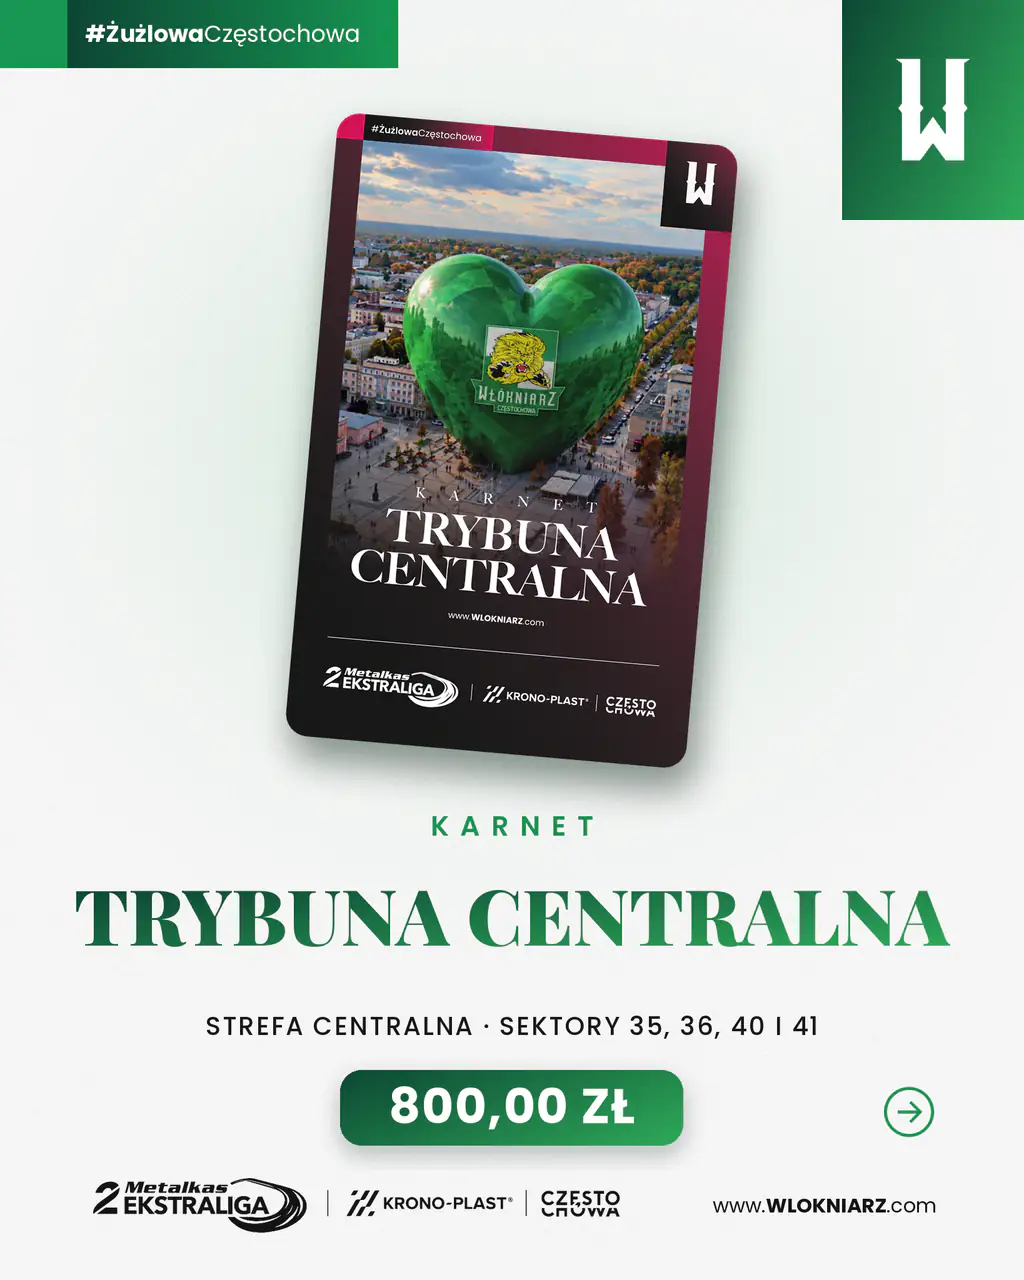 #ŻużlowaCzęstochowa
W
#ŻużlowaCzęstochowa
W
WŁÓKNIARZ
CZĘSTOCHOWA
KARNET
TRYBUNA
CENTRALNA
www.WLOKNIARZ.com
2 Metalkas EKSTRALIGA | KRONO-PLAST® | CZĘSTOCHOWA
KARNET
TRYBUNA CENTRALNA
STREFA CENTRALNA · SEKTORY 35, 36, 40 I 41
800,00 ZŁ
2 Metalkas EKSTRALIGA | KRONO-PLAST® | CZĘSTOCHOWA
www.WLOKNIARZ.com